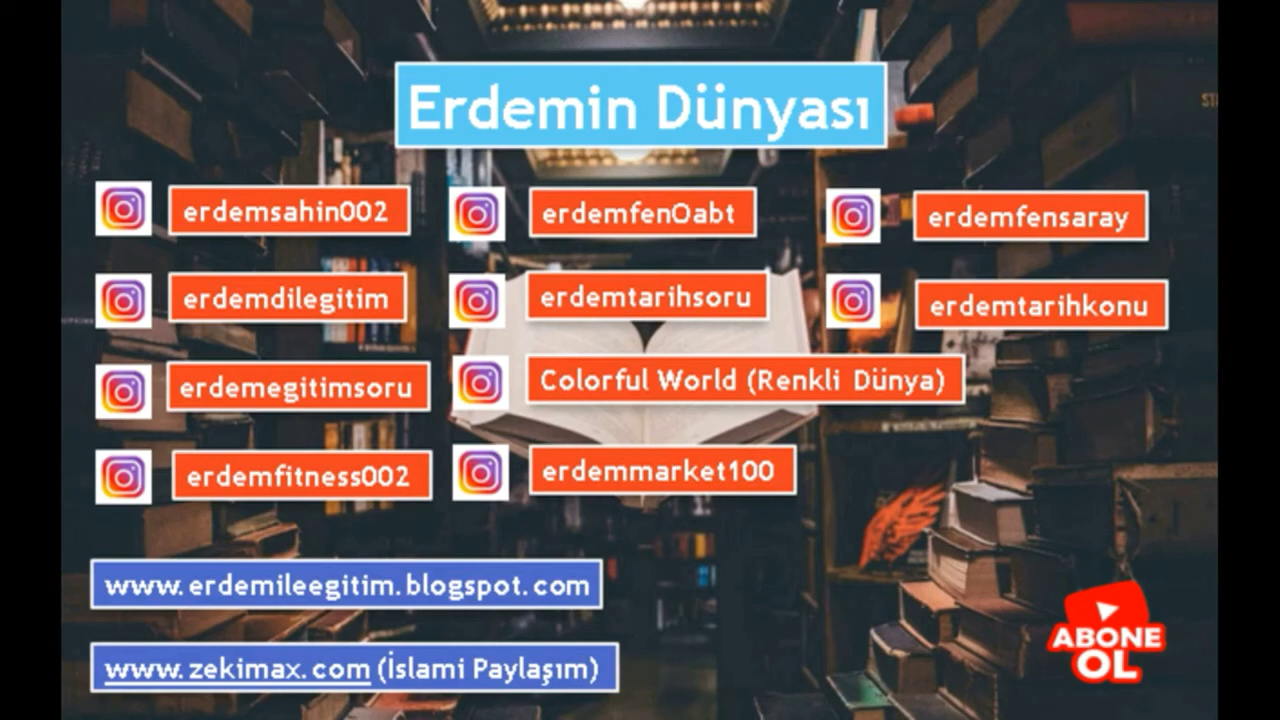 Erdemin Dünyası
erdemsahin002
erdemfen0abt
erdemfensaray
erdemdilegitim
erdemtarihsoru
erdemtarihkonu
erdemegitimsoru
Colorful World (Renkli Dünya)
erdemfitness002
erdemmarket100
www.erdemileegitim.blogspot.com
www.zekimax.com (İslami Paylaşım)
ABONE
OL